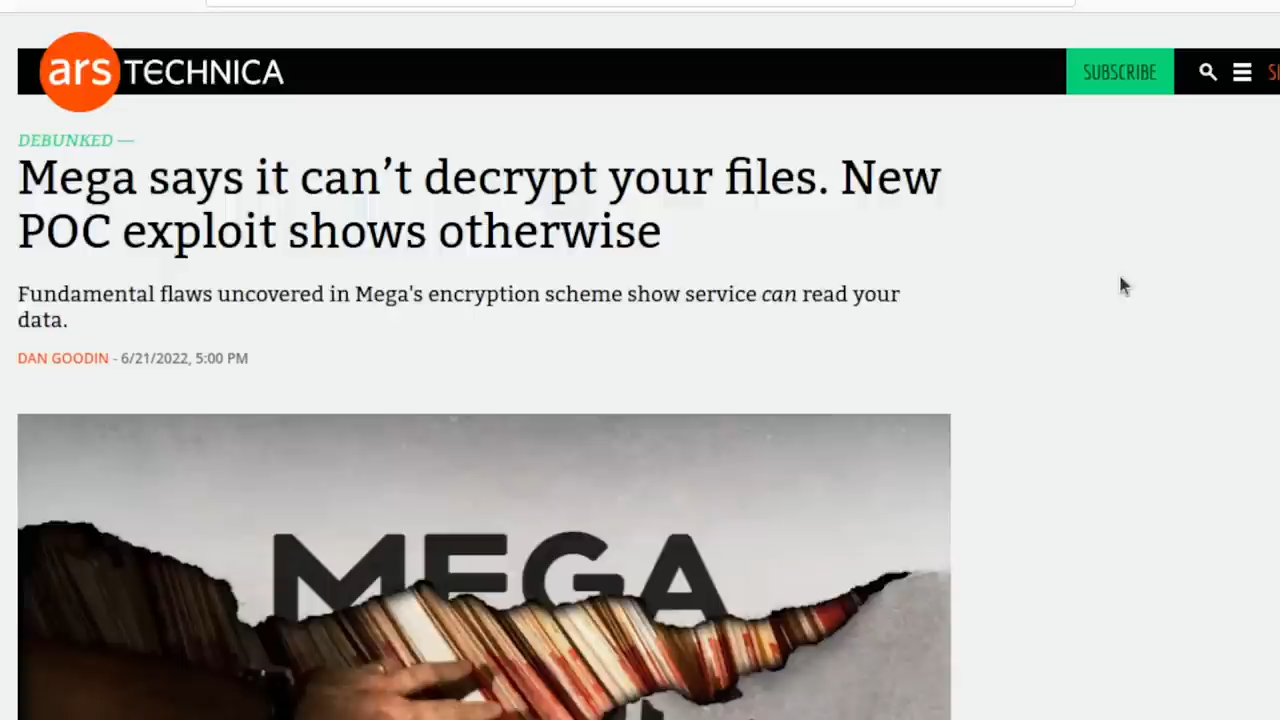 ars TECHNICA
SUBSCRIBE
DEBUNKED —
Mega says it can’t decrypt your files. New
POC exploit shows otherwise
Fundamental flaws uncovered in Mega's encryption scheme show service can read your
data.
DAN GOODIN - 6/21/2022, 5:00 PM
MEGA